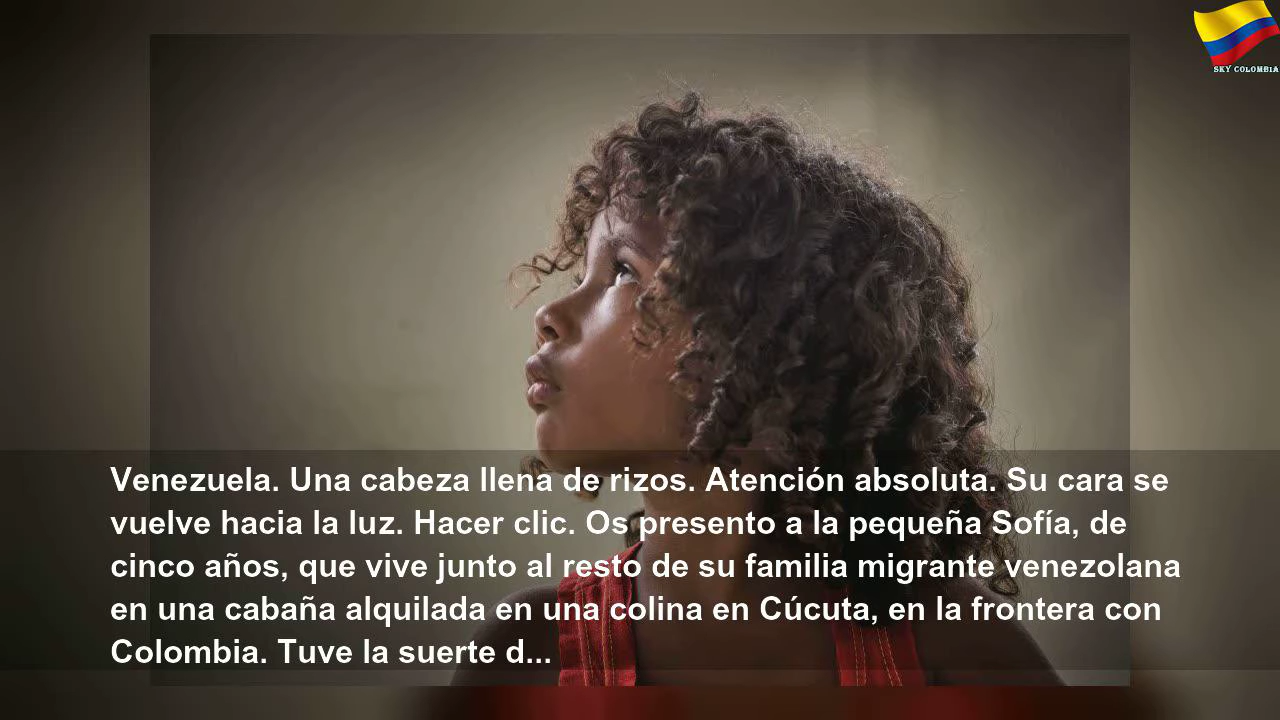 SKY COLOMBIA
Venezuela. Una cabeza llena de rizos. Atención absoluta. Su cara se
vuelve hacia la luz. Hacer clic. Os presento a la pequeña Sofía, de
cinco años, que vive junto al resto de su familia migrante venezolana
en una cabaña alquilada en una colina en Cúcuta, en la frontera con
Colombia. Tuve la suerte d...